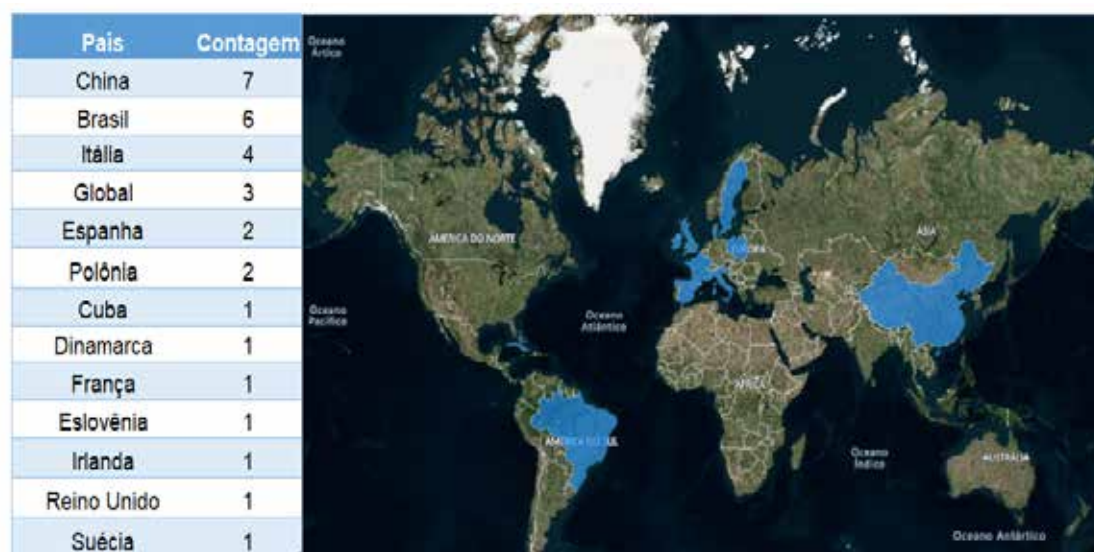 País Contagem
China 7
Brasil 6
Itália 4
Global 3
Espanha 2
Polônia 2
Cuba 1
Dinamarca 1
França 1
Eslovênia 1
Irlanda 1
Reino Unido 1
Suécia 1
Oceano
Ártico
AMÉRICA DO NORTE
EUROPA
ÁSIA
Oceano
Pacífico
Oceano
Atlântico
ÁFRICA
AMÉRICA DO SUL
Oceano
Índico
AUSTRÁLIA
Oceano Antártico